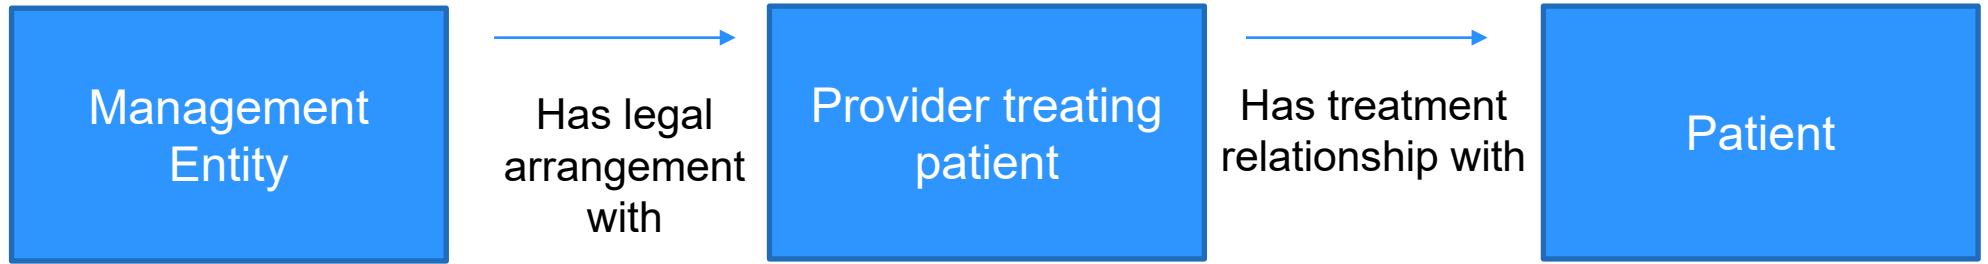 Management
Entity
Has legal
arrangement
with
Provider treating
patient
Has treatment
relationship with
Patient